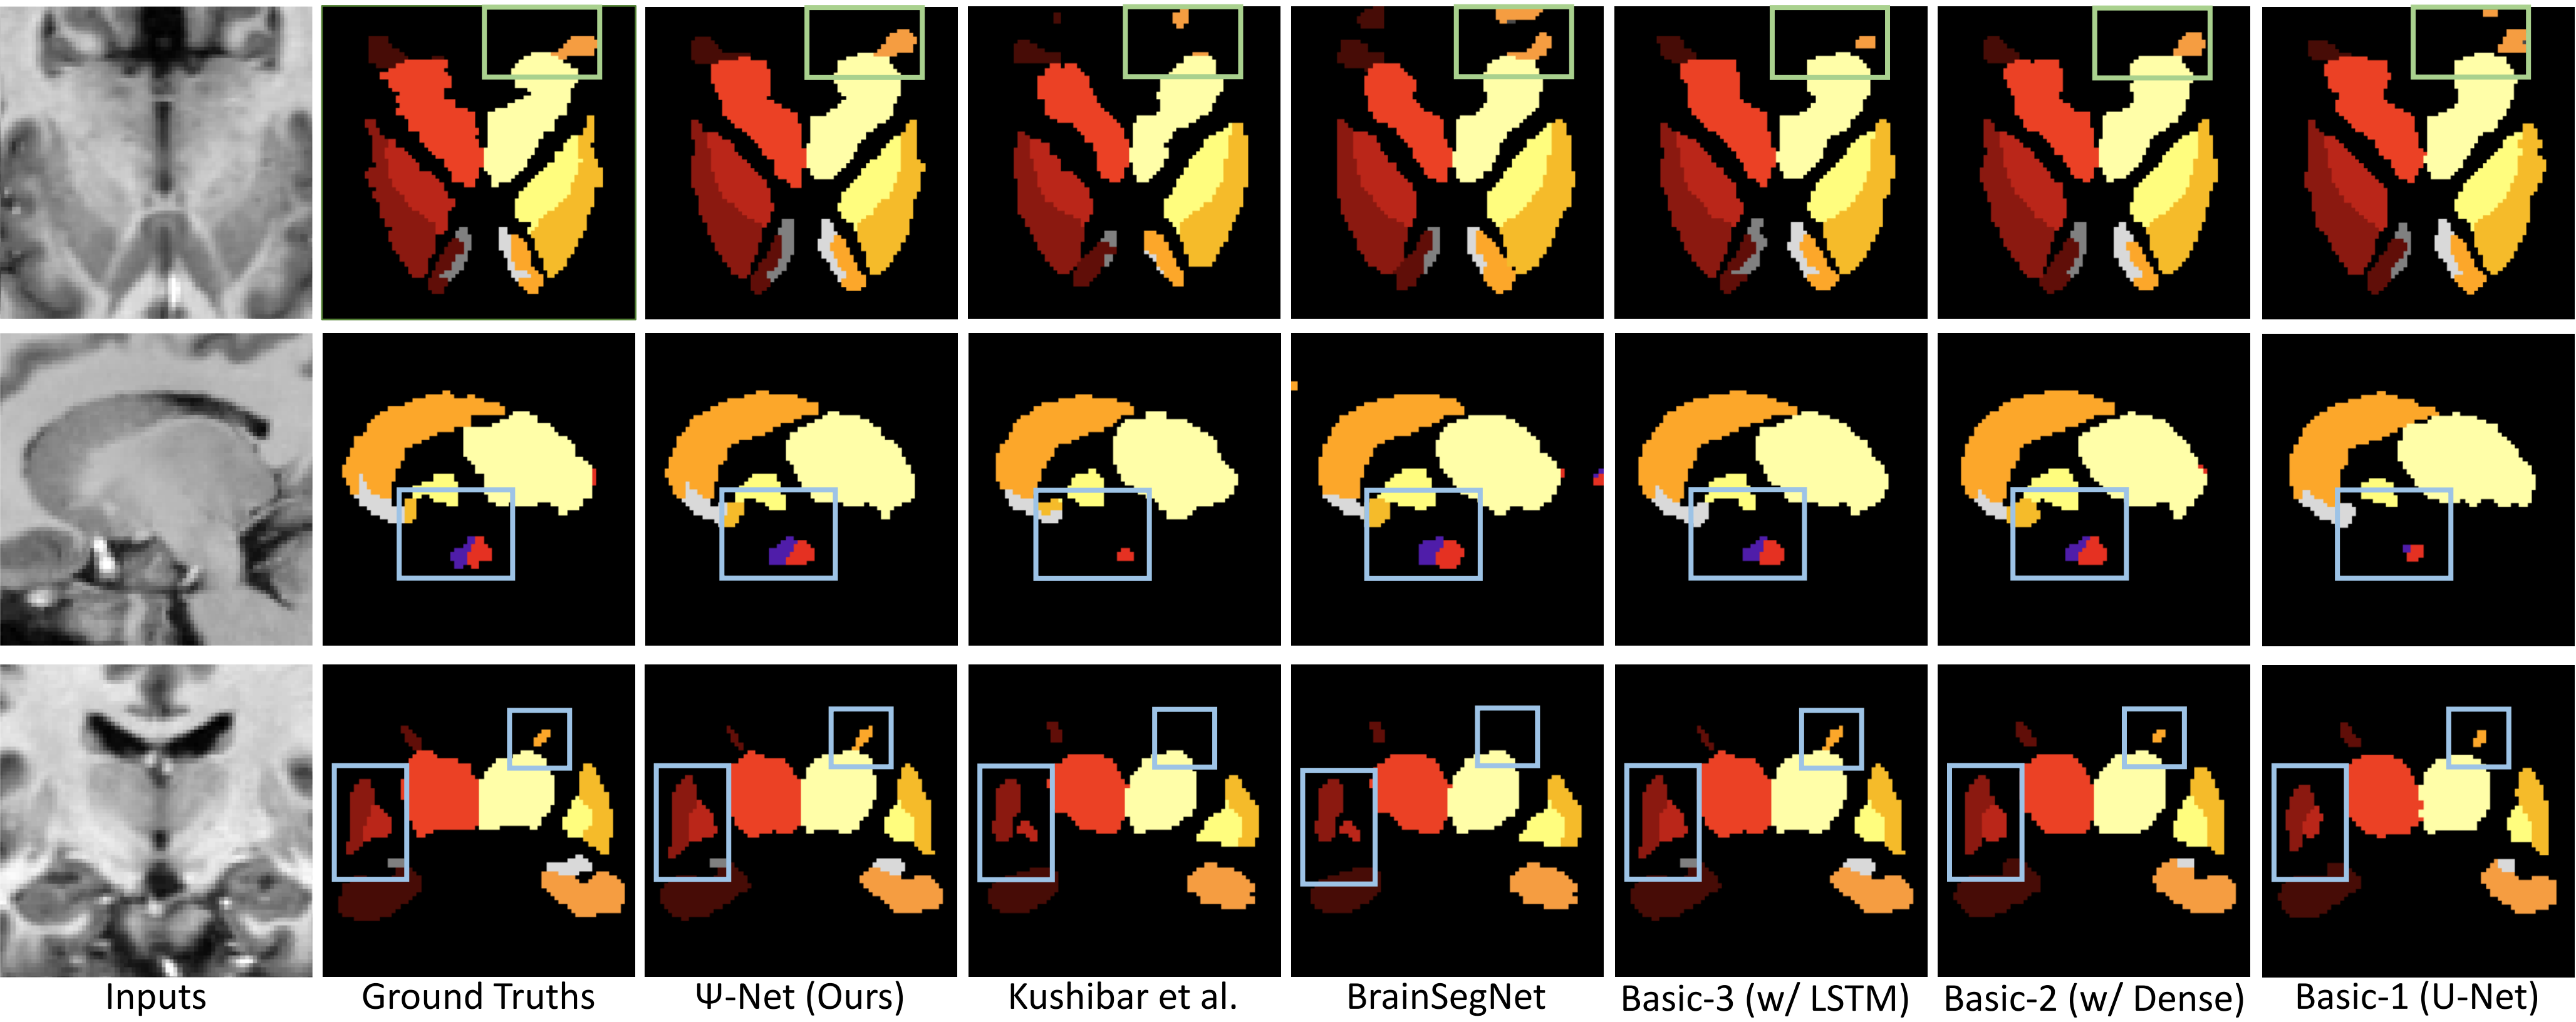 Inputs Ground Truths Ψ-Net (Ours) Kushibar et al. BrainSegNet Basic-3 (w/ LSTM) Basic-2 (w/ Dense) Basic-1 (U-Net)